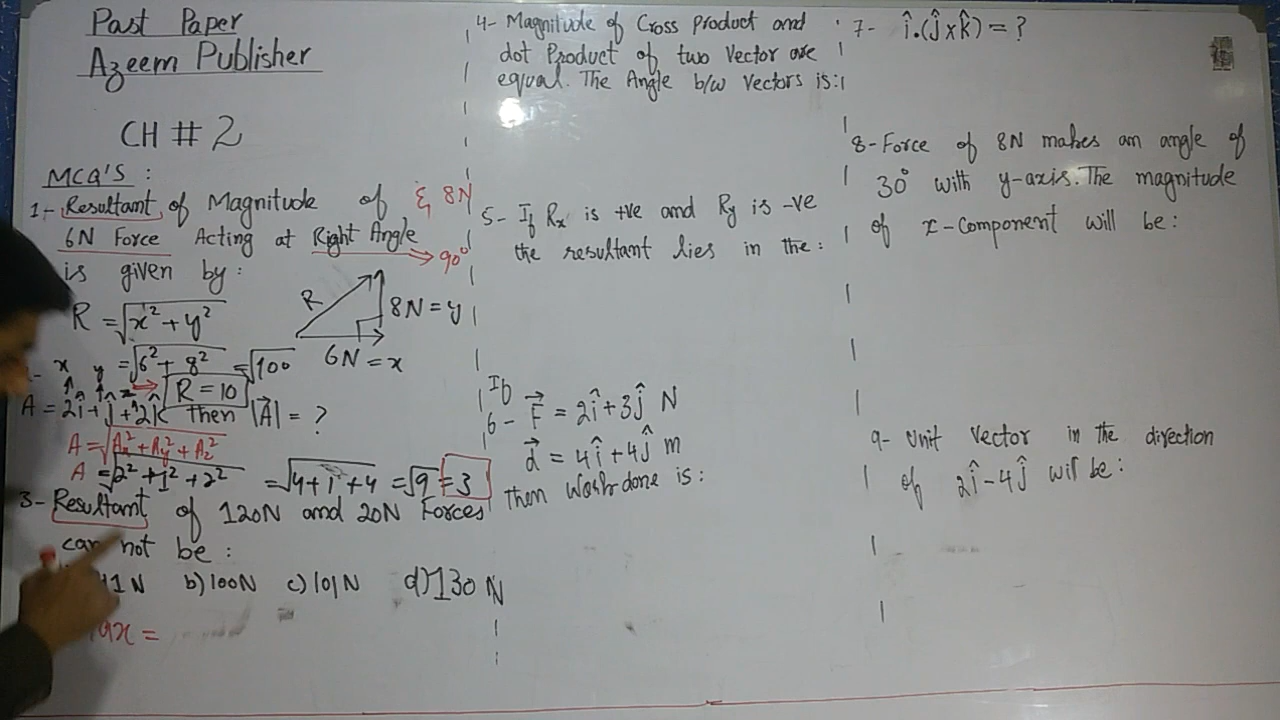 Past Paper
Azeem Publisher
CH # 2
MCQ'S :
1- Resultant of Magnitude of & 8N
6N Force Acting at Right Angle ⇒ 90°
is given by:
R = √x² + y²
R
8N = y
6N = x
x y = √6² + 8² = √100
⇒ R = 10
A = 2î + ĵ + 2k̂ then |A⃗| = ?
A = √Ax² + Ay² + Az²
A = √2² + 1² + 2² = √4 + 1 + 4 = √9 = 3
3- Resultant of 120N and 20N Forces
can not be :
b) 100N c) 101N d) 130 N
4- Magnitude of Cross product and
dot Product of two Vector are
equal. The Angle b/w Vectors is:
5- If Rx is +ve and Ry is -ve
the resultant lies in the :
If
6- F⃗ = 2î + 3ĵ N
d⃗ = 4î + 4ĵ m
then Work done is :
7- î.(ĵ x k̂) = ?
8- Force of 8N makes an angle of
30° with y-axis. The magnitude
of x-Component will be :
9- Unit Vector in the direction
of 2î - 4ĵ will be :